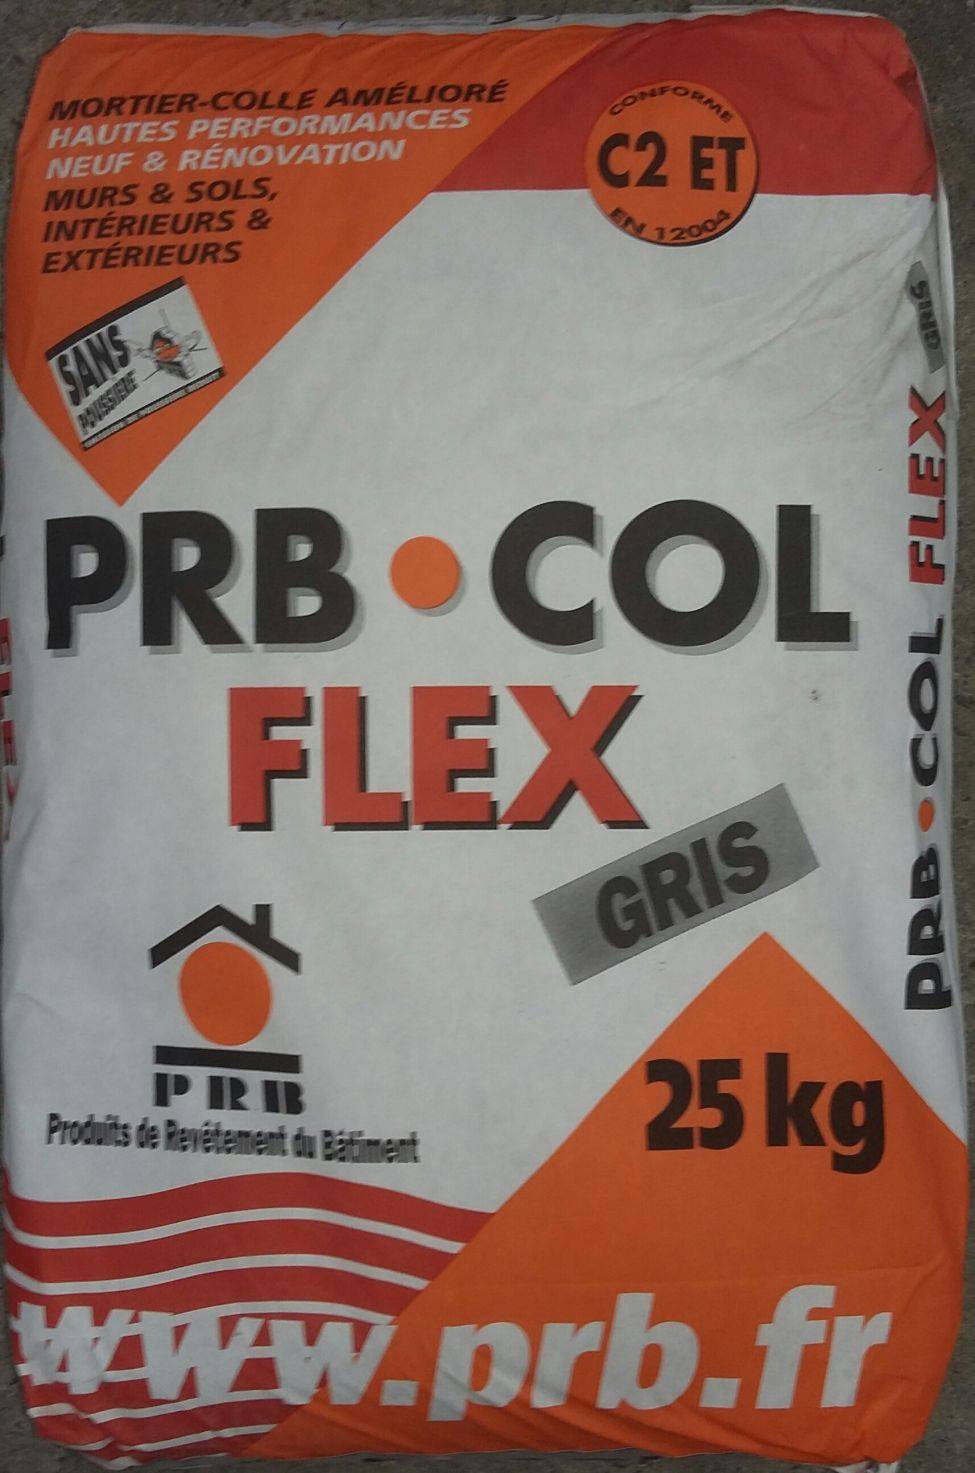 MORTIER-COLLE AMÉLIORÉ
HAUTES PERFORMANCES
NEUF & RÉNOVATION
MURS & SOLS,
INTÉRIEURS &
EXTÉRIEURS
CONFORME
C2 ET
EN 12004
SANS
POUSSIÈRE
PRB•COL
FLEX
GRIS
PRB
Produits de Revêtement du Bâtiment
25 kg
www.prb.fr
PRB•COL FLEX GRIS
FLEX